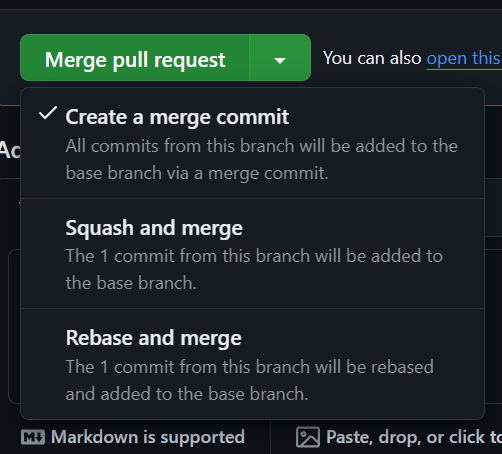 Merge pull request
You can also open this
Create a merge commit
All commits from this branch will be added to the
base branch via a merge commit.
Ad
Squash and merge
The 1 commit from this branch will be added to
the base branch.
Rebase and merge
The 1 commit from this branch will be rebased
and added to the base branch.
Markdown is supported
Paste, drop, or click to